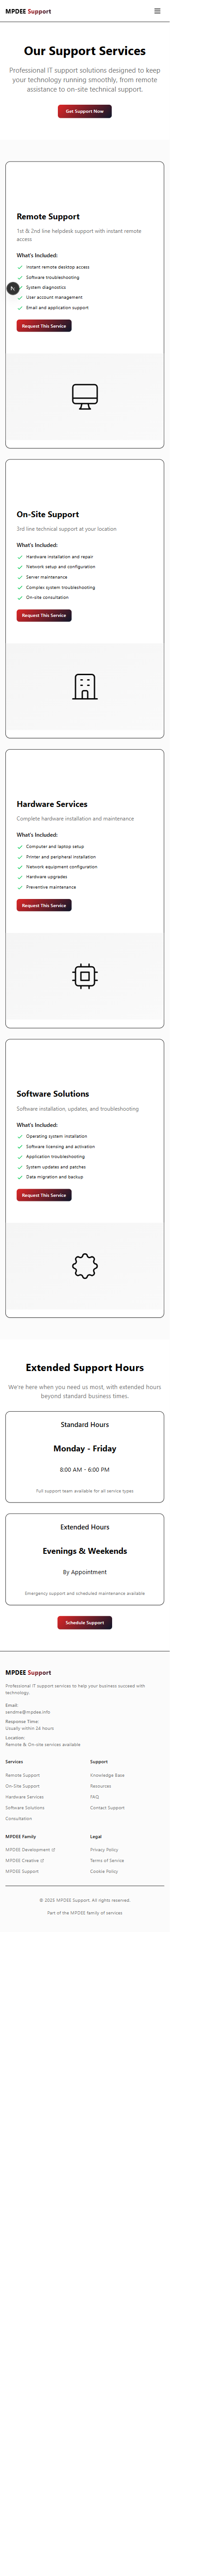 MPDEE Support
Our Support Services
Professional IT support solutions designed to keep
your technology running smoothly, from remote
assistance to on-site technical support.
Get Support Now
Remote Support
1st & 2nd line helpdesk support with instant remote
access
What's Included:
Instant remote desktop access
Software troubleshooting
System diagnostics
User account management
Email and application support
Request This Service
N
On-Site Support
3rd line technical support at your location
What's Included:
Hardware installation and repair
Network setup and configuration
Server maintenance
Complex system troubleshooting
On-site consultation
Request This Service
Hardware Services
Complete hardware installation and maintenance
What's Included:
Computer and laptop setup
Printer and peripheral installation
Network equipment configuration
Hardware upgrades
Preventive maintenance
Request This Service
Software Solutions
Software installation, updates, and troubleshooting
What's Included:
Operating system installation
Software licensing and activation
Application troubleshooting
System updates and patches
Data migration and backup
Request This Service
Extended Support Hours
We're here when you need us most, with extended hours
beyond standard business times.
Standard Hours
Monday - Friday
8:00 AM - 6:00 PM
Full support team available for all service types
Extended Hours
Evenings & Weekends
By Appointment
Emergency support and scheduled maintenance available
Schedule Support
MPDEE Support
Professional IT support services to help your business succeed with
technology.
Email:
sendme@mpdee.info
Response Time:
Usually within 24 hours
Location:
Remote & On-site services available
Services
Remote Support
On-Site Support
Hardware Services
Software Solutions
Consultation
Support
Knowledge Base
Resources
FAQ
Contact Support
MPDEE Family
MPDEE Development
MPDEE Creative
MPDEE Support
Legal
Privacy Policy
Terms of Service
Cookie Policy
© 2025 MPDEE Support. All rights reserved.
Part of the MPDEE family of services